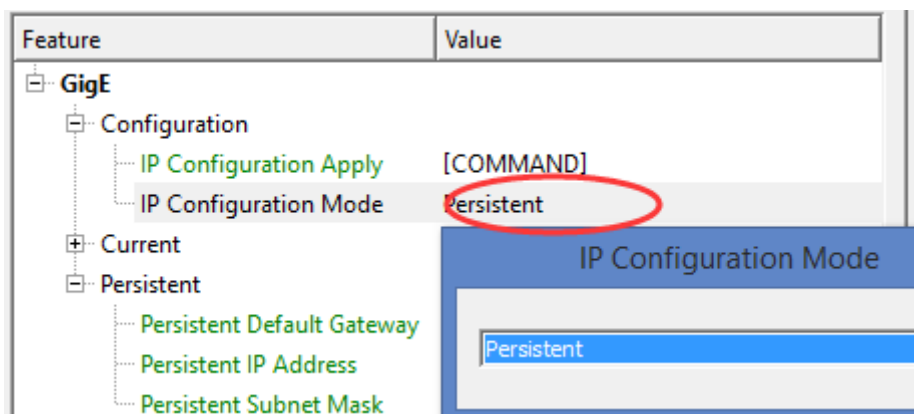 Feature Value
GigE
Configuration
IP Configuration Apply [COMMAND]
IP Configuration Mode Persistent
Current
IP Configuration Mode
Persistent
Persistent Default Gateway
Persistent
Persistent IP Address
Persistent Subnet Mask